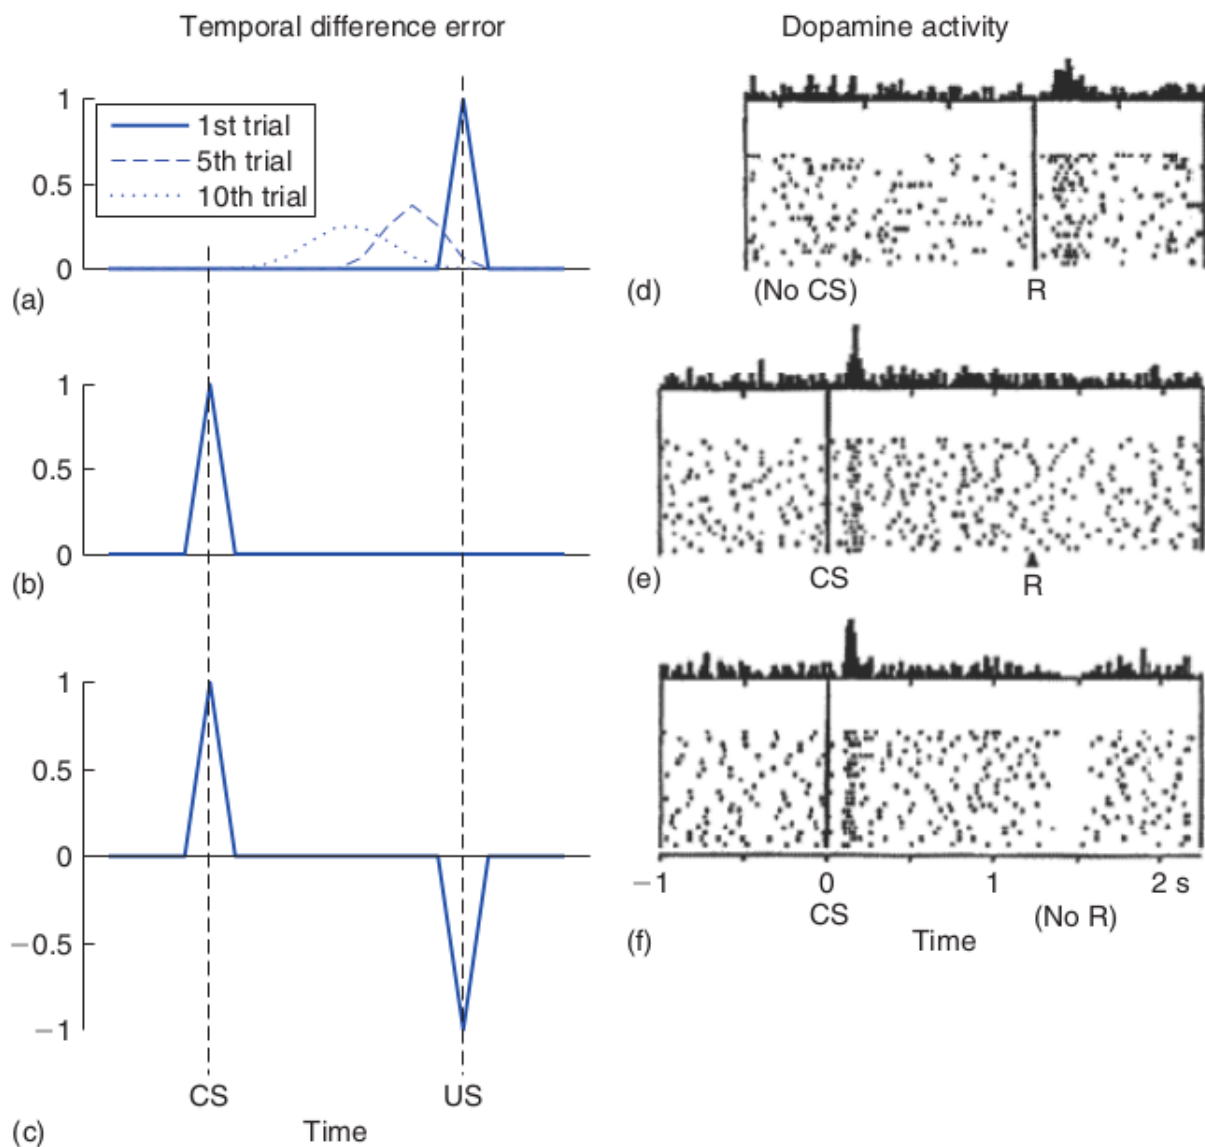 Temporal difference error
1
1st trial
5th trial
0.5
10th trial
0
(a)
1
0.5
0
(b)
1
0.5
0
−0.5
−1
CS US
(c) Time
Dopamine activity
(d) (No CS) R
(e) CS R
−1 0 1 2 s
CS (No R)
(f) Time